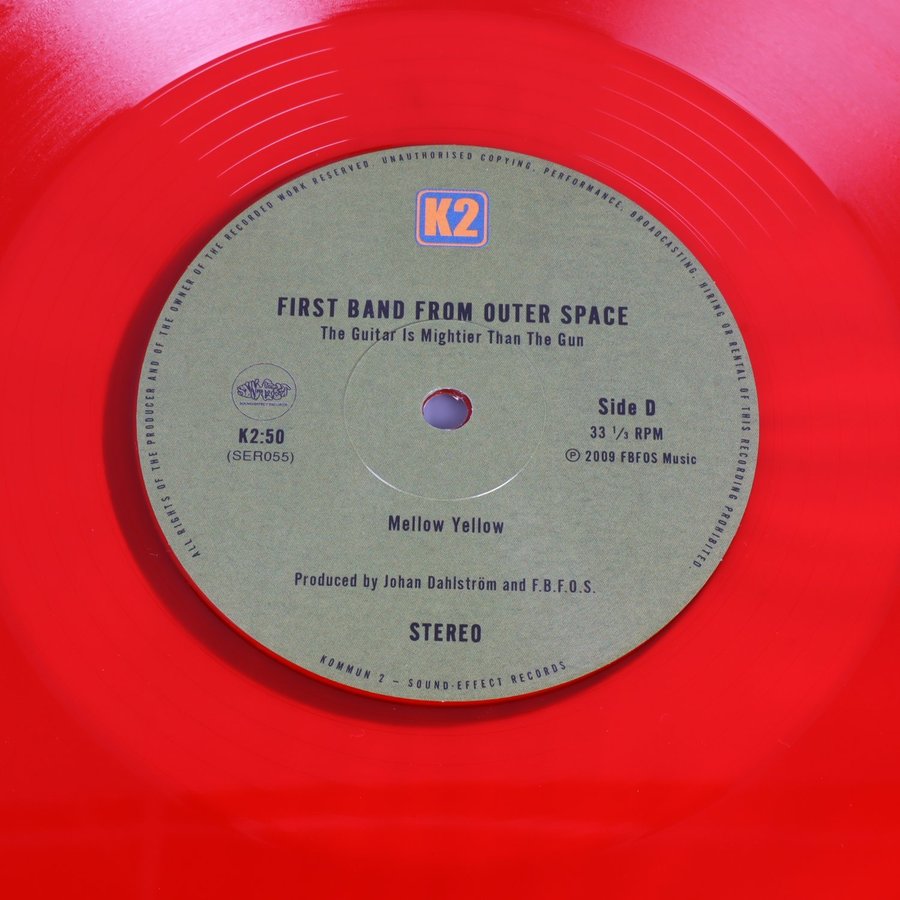 ALL RIGHTS OF THE PRODUCER AND OF THE OWNER OF THE RECORDED WORK RESERVED. UNAUTHORISED COPYING. PERFORMANCE. BROADCASTING. HIRING OR RENTAL OF THIS RECORDING PROHIBITED.
K2
FIRST BAND FROM OUTER SPACE
The Guitar Is Mightier Than The Gun
K2:50
(SER055)
Side D
33 ⅓ RPM
℗ 2009 FBFOS Music
Mellow Yellow
Produced by Johan Dahlström and F.B.F.O.S.
STEREO
KOMMUN 2 – SOUND-EFFECT RECORDS